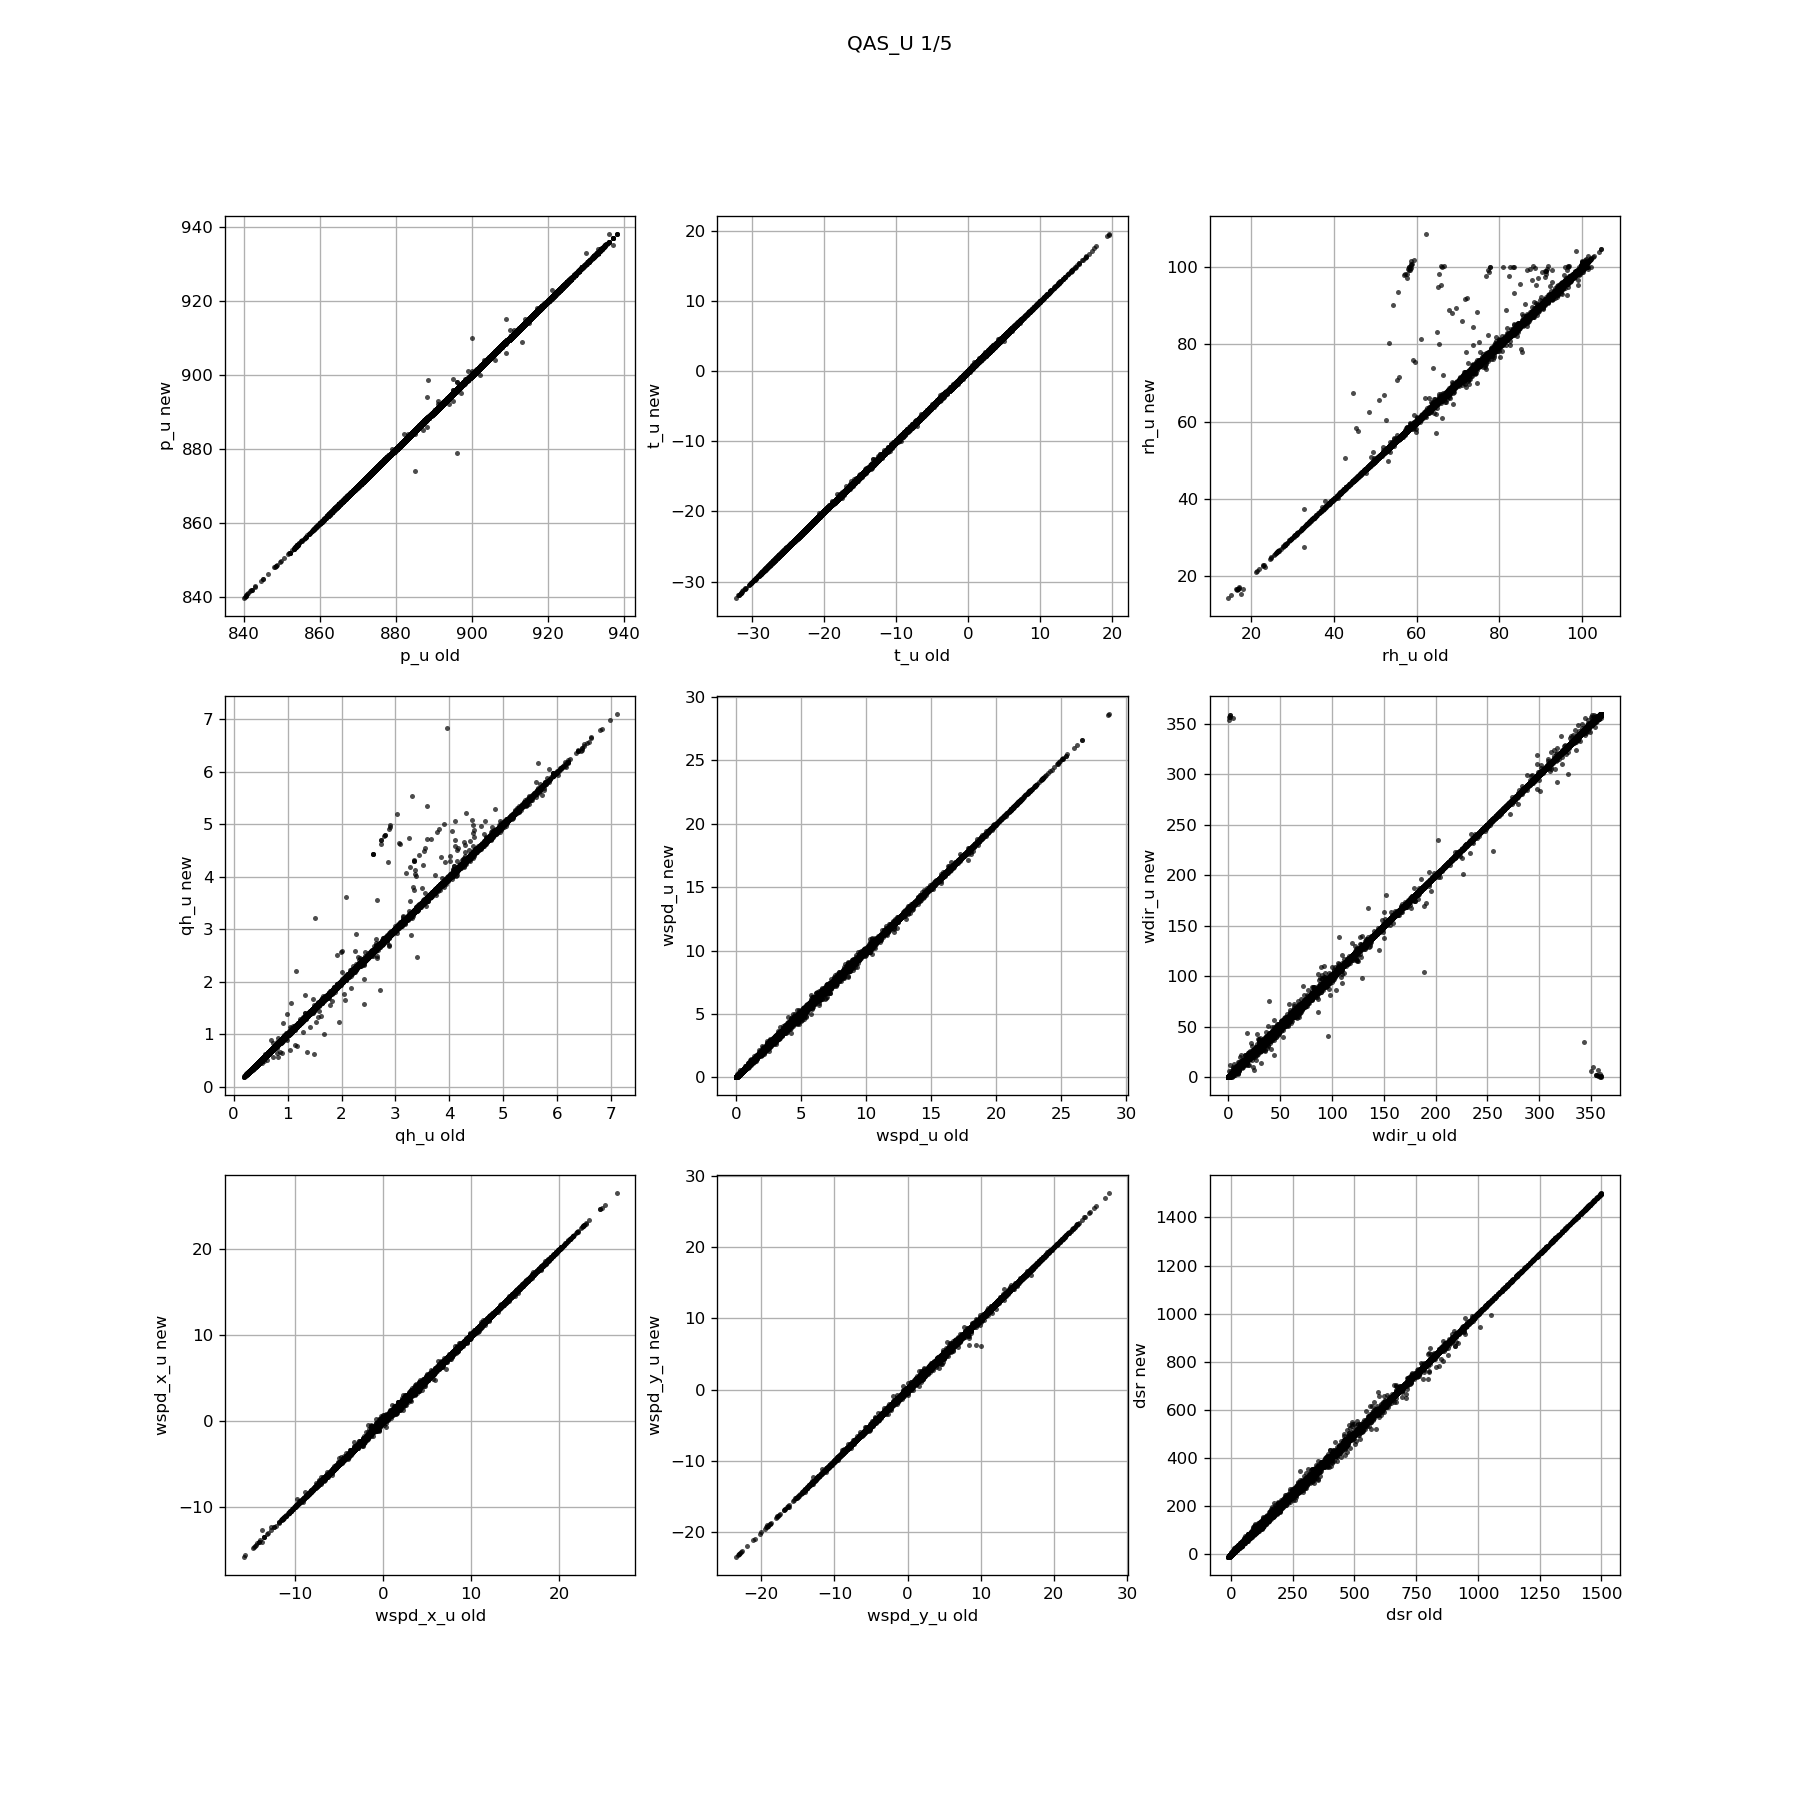 QAS_U 1/5
940
920
900
880
860
840
p_u new
840 860 880 900 920 940
p_u old
20
10
0
−10
−20
−30
t_u new
−30 −20 −10 0 10 20
t_u old
100
80
60
40
20
rh_u new
20 40 60 80 100
rh_u old
7
6
5
4
3
2
1
0
qh_u new
0 1 2 3 4 5 6 7
qh_u old
30
25
20
15
10
5
0
wspd_u new
0 5 10 15 20 25 30
wspd_u old
350
300
250
200
150
100
50
0
wdir_u new
0 50 100 150 200 250 300 350
wdir_u old
20
10
0
−10
wspd_x_u new
−10 0 10 20
wspd_x_u old
30
20
10
0
−10
−20
wspd_y_u new
−20 −10 0 10 20 30
wspd_y_u old
1400
1200
1000
800
600
400
200
0
dsr new
0 250 500 750 1000 1250 1500
dsr old